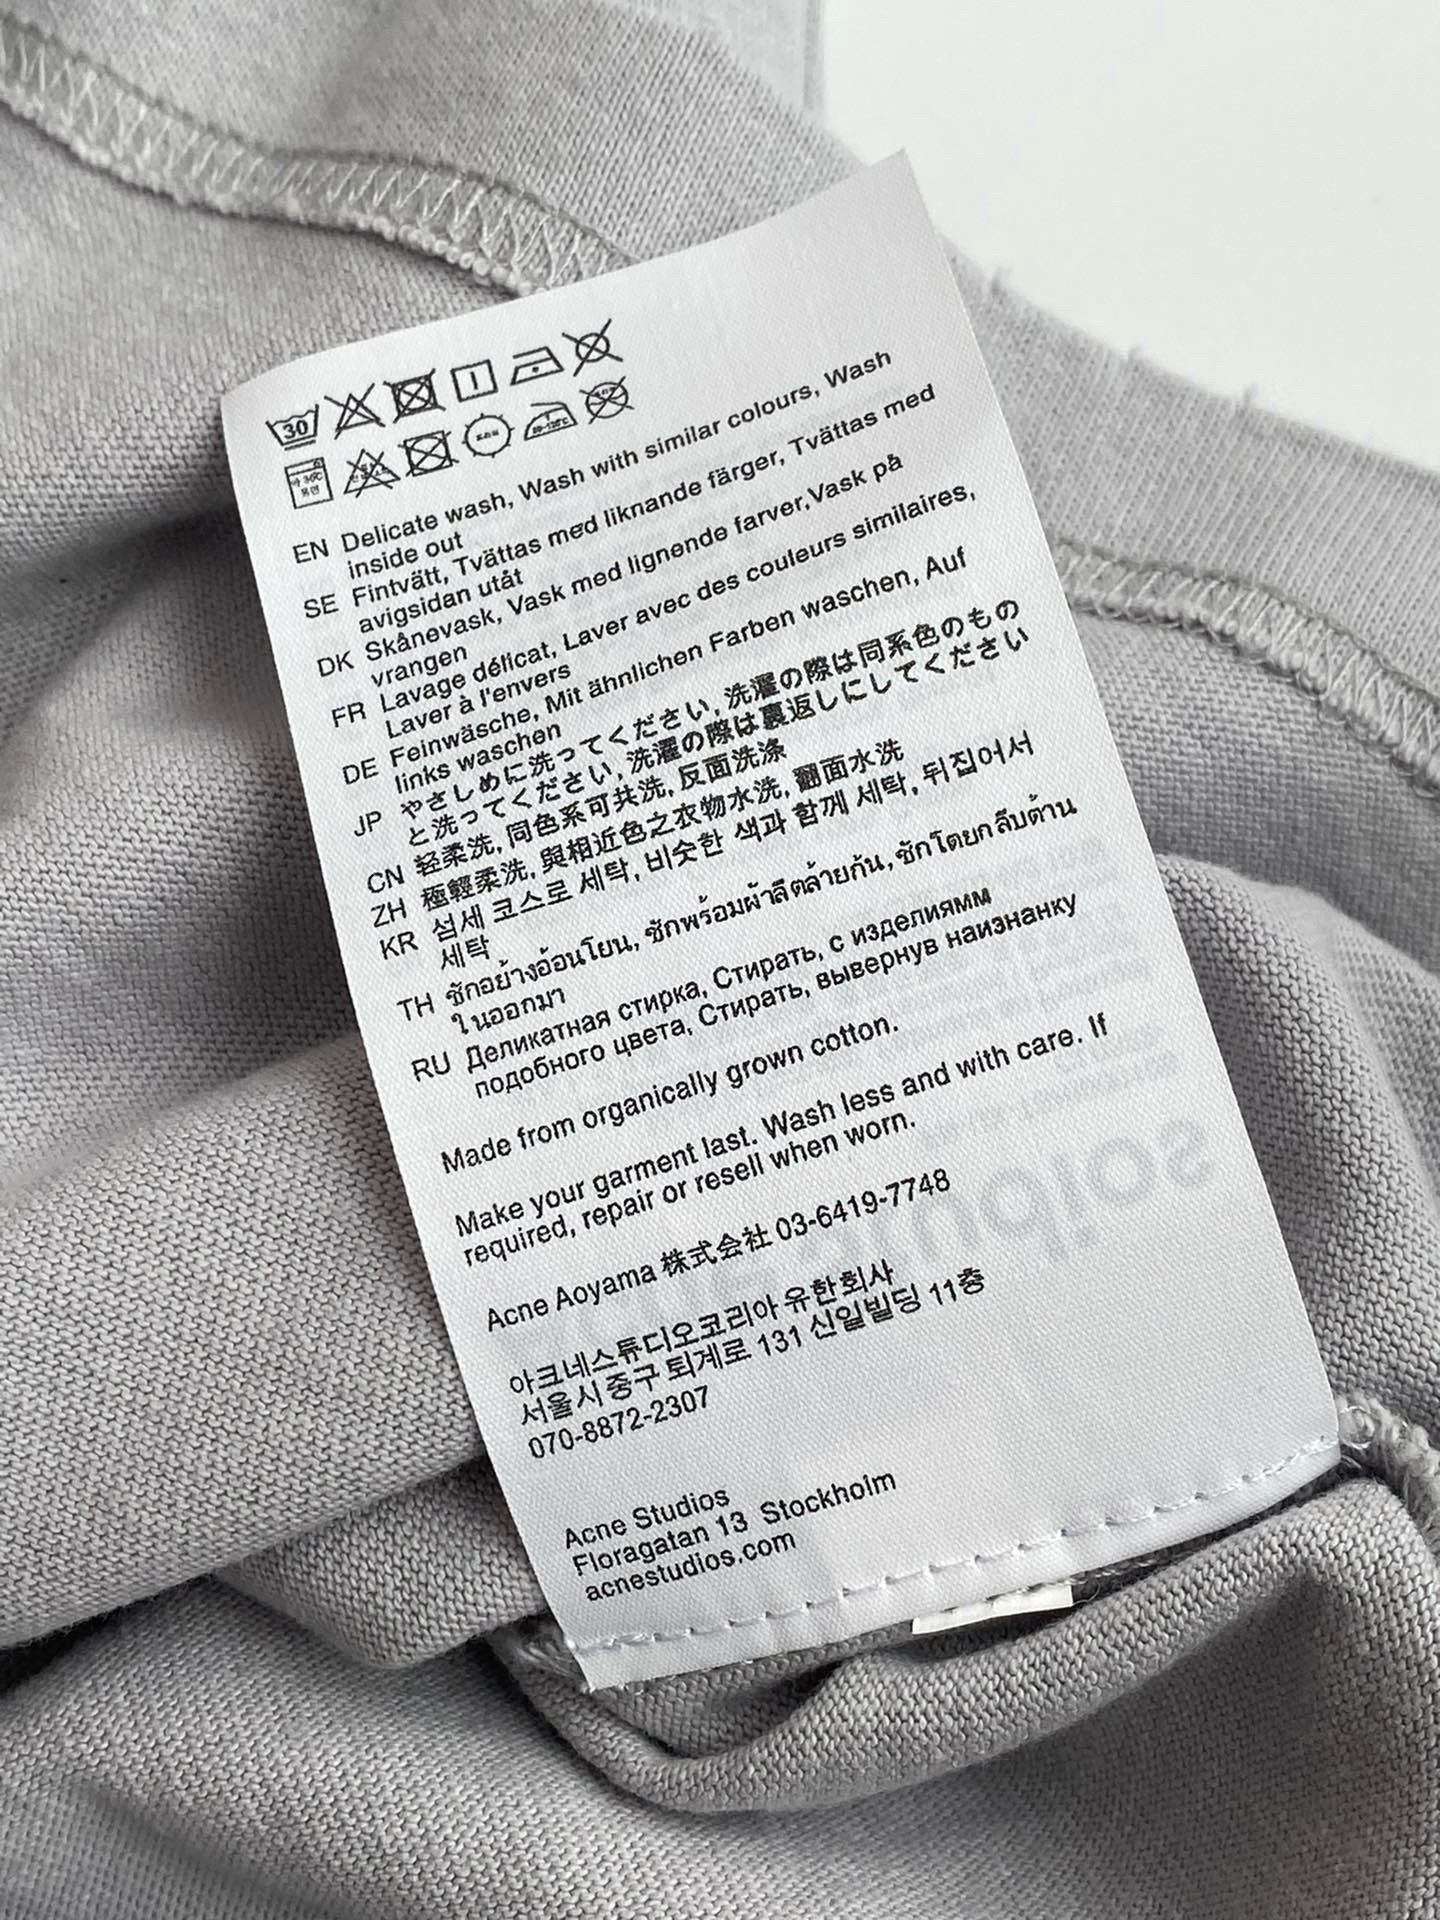 30
EN Delicate wash, Wash with similar colours, Wash
inside out
SE Fintvätt, Tvättas med liknande färger, Tvättas med
avigsidan utåt
DK Skånevask, Vask med lignende farver,Vask på
vrangen
FR Lavage délicat, Laver avec des couleurs similaires,
Laver à l'envers
DE Feinwäsche, Mit ähnlichen Farben waschen, Auf
links waschen
JP やさしめに洗ってください, 洗濯の際は同系色のもの
と洗ってください, 洗濯の際は裏返しにしてください
CN 轻柔洗, 同色系可共洗, 反面洗涤
ZH 極輕柔洗, 與相近色之衣物水洗, 翻面水洗
KR 섬세 코스로 세탁, 비슷한 색과 함께 세탁, 뒤집어서
세탁
TH ซักอย่างอ้อนโยน, ซักพร้อมผ้าสีตล้ายกัน, ซักโดยกลีบด้าน
ในออกมา
RU Деликатная стирка, Стирать, с изделиямм
подобного цвета, Стирать, вывернув наизнанку
Made from organically grown cotton.
Make your garment last. Wash less and with care. If
required, repair or resell when worn.
Acne Aoyama 株式会社 03-6419-7748
아크네스튜디오코리아 유한회사
서울시 중구 퇴계로 131 신일빌딩 11층
070-8872-2307
Acne Studios
Floragatan 13 Stockholm
acnestudios.com